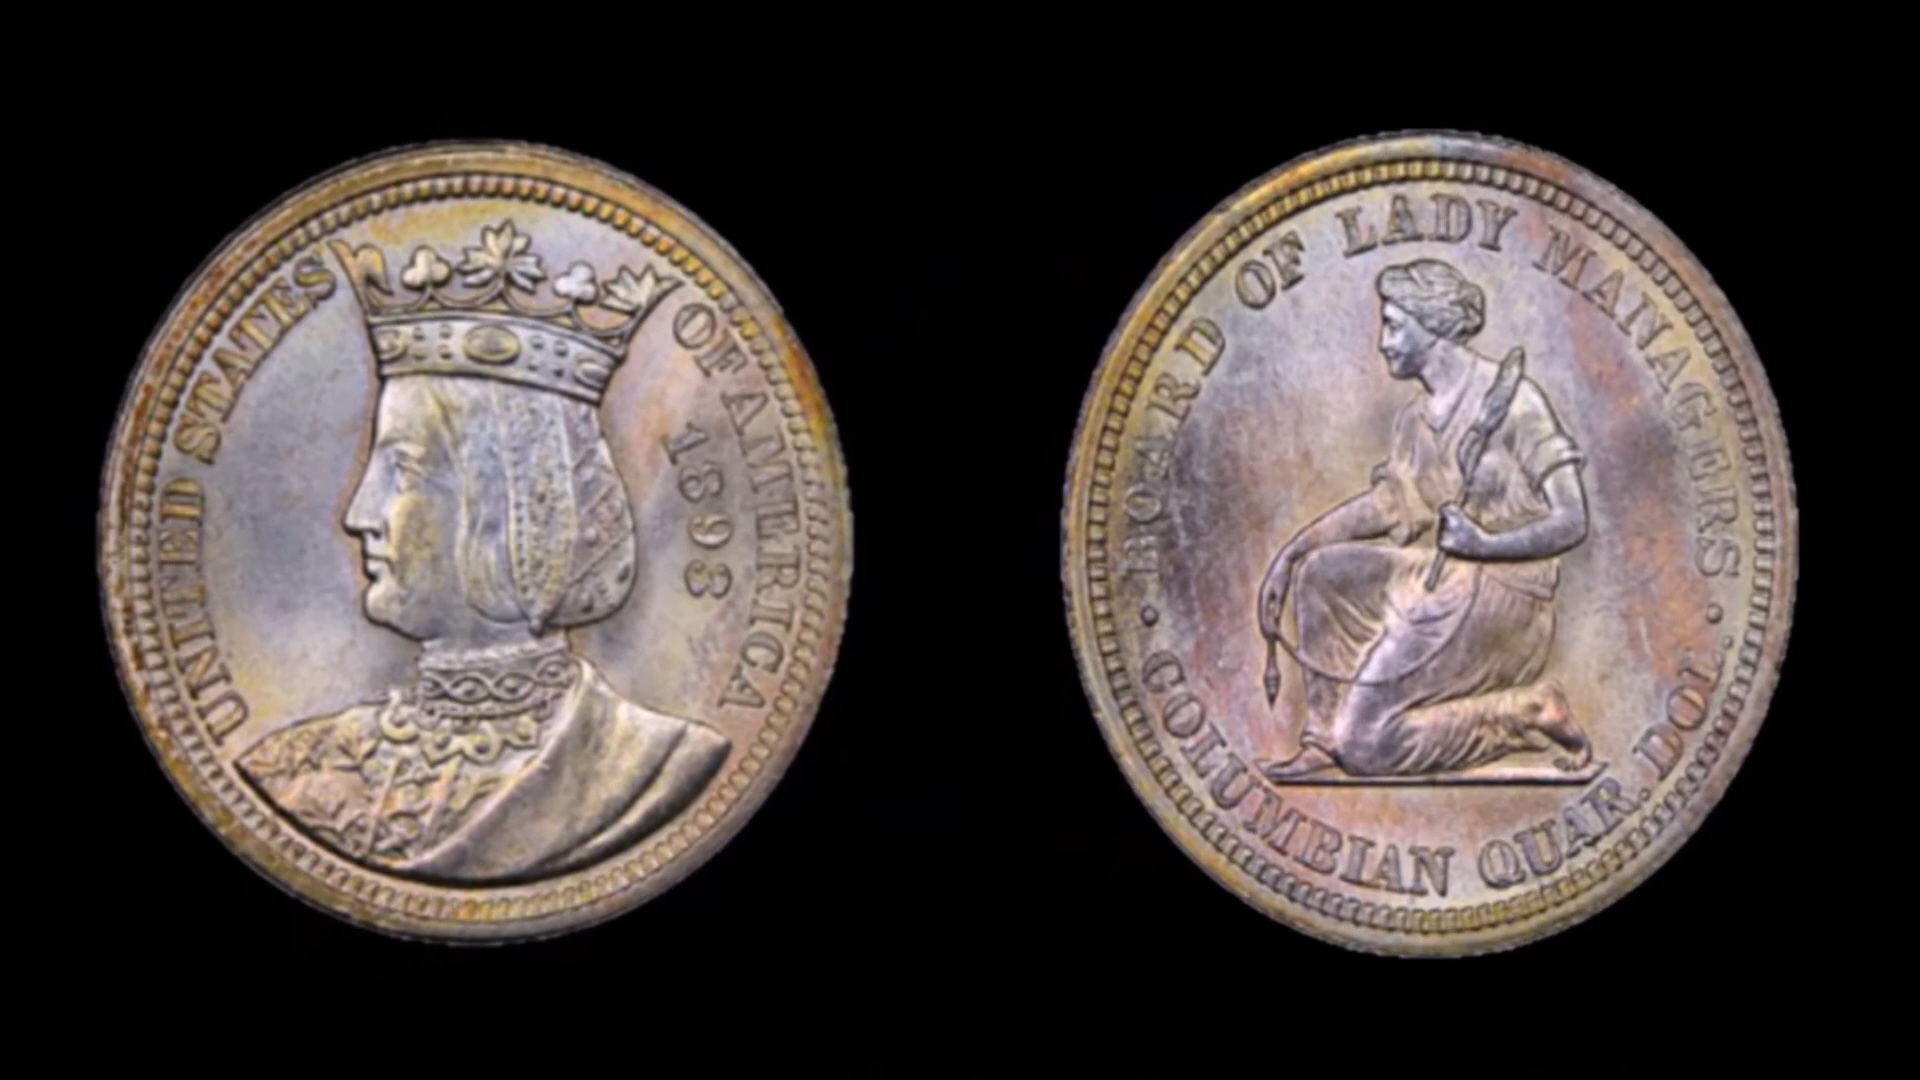 UNITED STATES OF AMERICA
1893
BOARD OF LADY MANAGERS
• COLUMBIAN QUAR. DOL. •